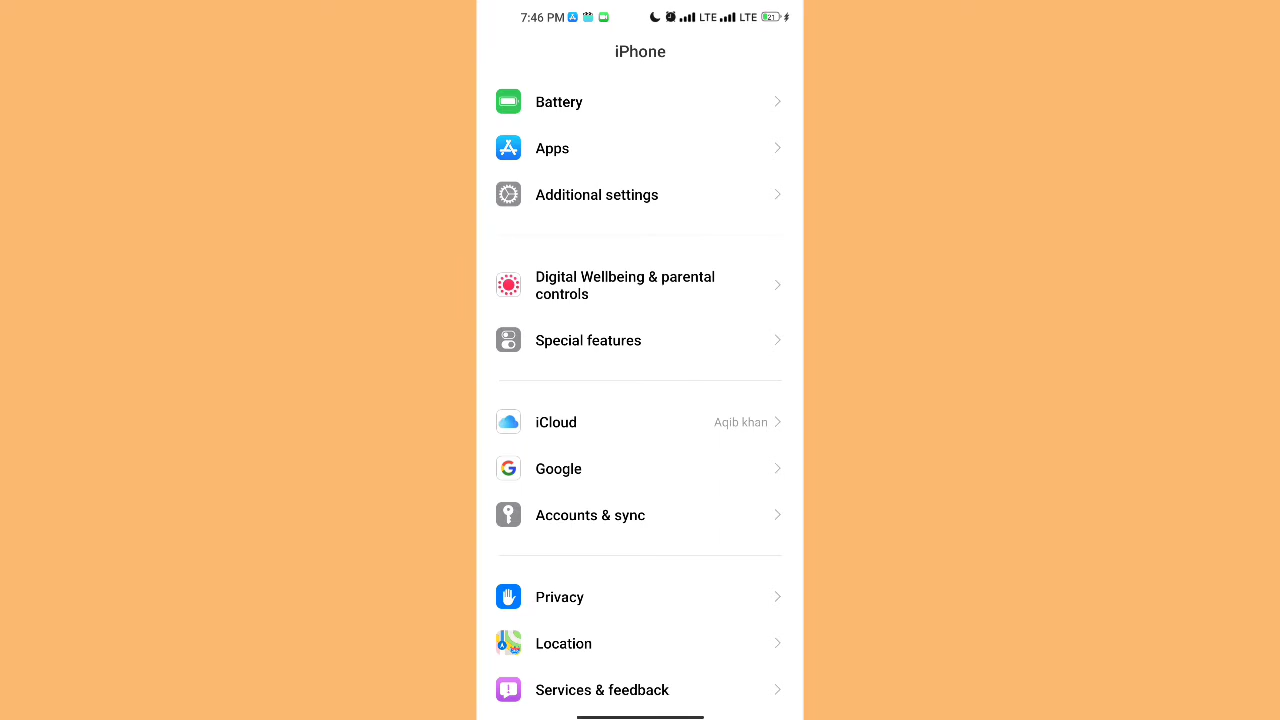 7:46 PM LTE LTE 21
iPhone
Battery
Apps
Additional settings
Digital Wellbeing & parental
controls
Special features
iCloud Aqib khan
Google
Accounts & sync
Privacy
Location
Services & feedback